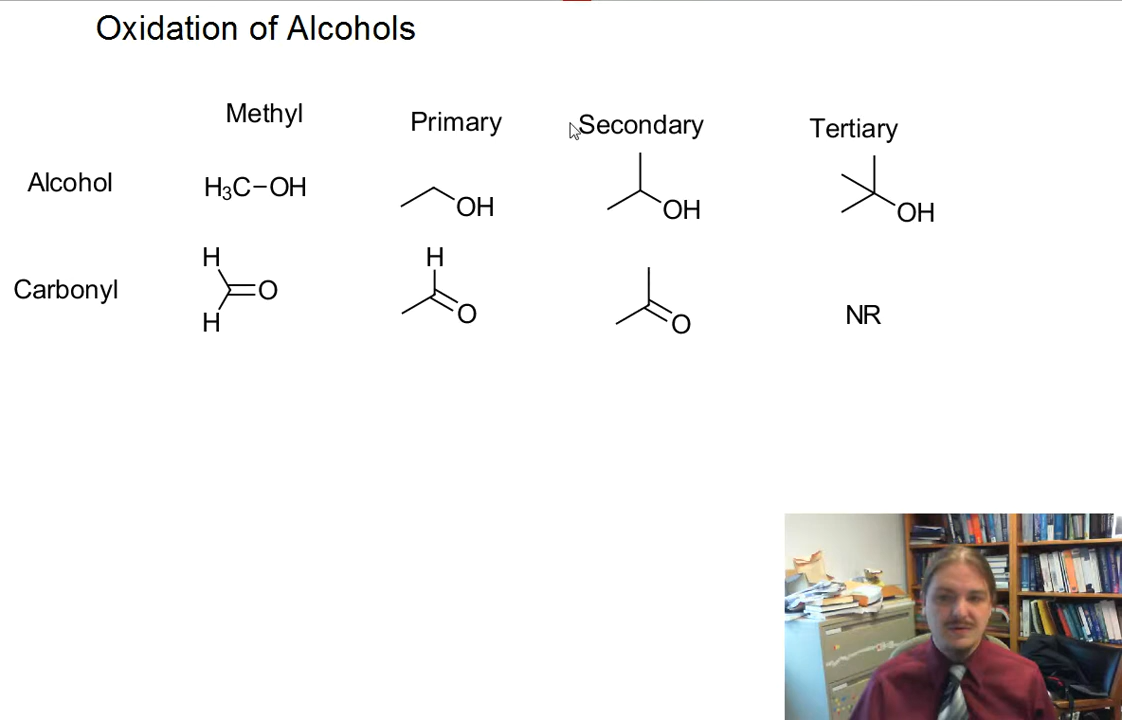 Oxidation of Alcohols
Methyl Primary Secondary Tertiary
Alcohol H₃C–OH OH OH OH
H H
Carbonyl O O O NR
H